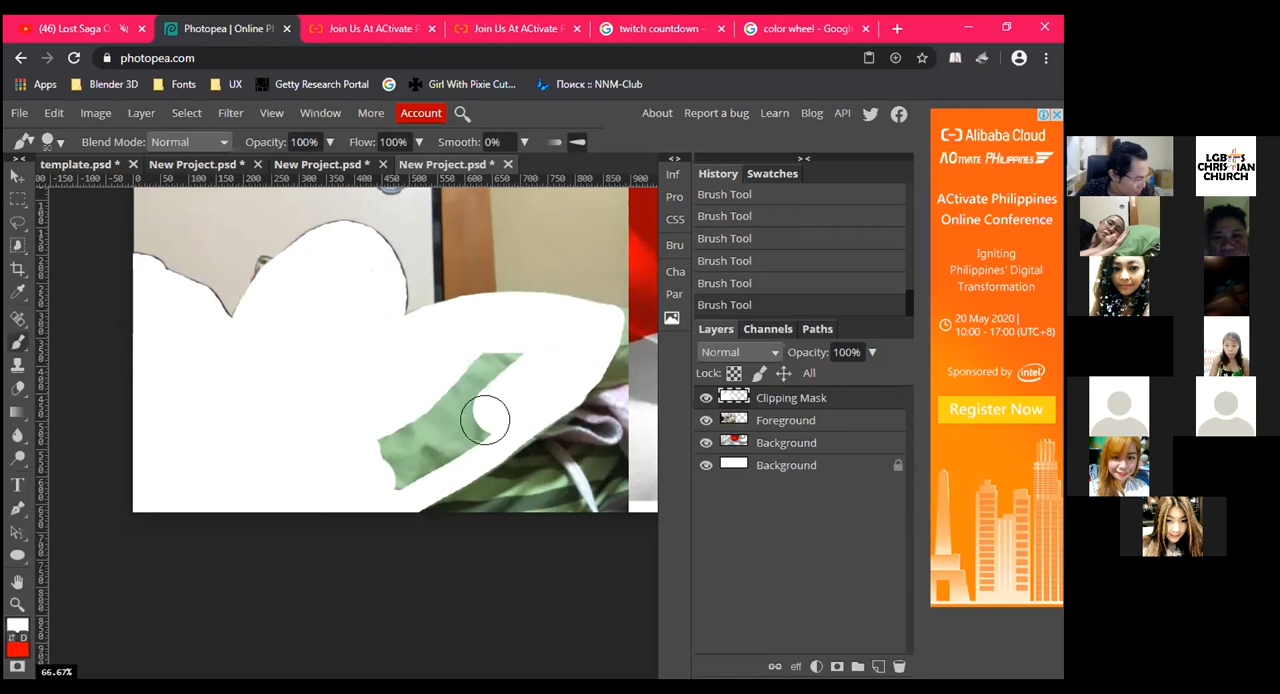 (46) Lost Saga O
Photopea | Online Ph
Join Us At ACtivate F
Join Us At ACtivate F
twitch countdown -
color wheel - Google
photopea.com
Apps
Blender 3D
Fonts
UX
Getty Research Portal
Girl With Pixie Cut...
Поиск :: NNM-Club
File Edit Image Layer Select Filter View Window More Account
About Report a bug Learn Blog API
Blend Mode: Normal Opacity: 100% Flow: 100% Smooth: 0%
template.psd * New Project.psd * New Project.psd * New Project.psd *
Inf
Pro
CSS
Bru
Cha
Par
History Swatches
Brush Tool
Brush Tool
Brush Tool
Brush Tool
Brush Tool
Brush Tool
Layers Channels Paths
Normal Opacity: 100%
Lock: All
Clipping Mask
Foreground
Background
Background
eff
66.67%
Alibaba Cloud
ACtivate PHilippines
ACtivate Philippines
Online Conference
Igniting
Philippines' Digital
Transformation
20 May 2020 |
10:00 - 17:00 (UTC+8)
Sponsored by intel
Register Now
LGBTS
CHRISTIAN
CHURCH